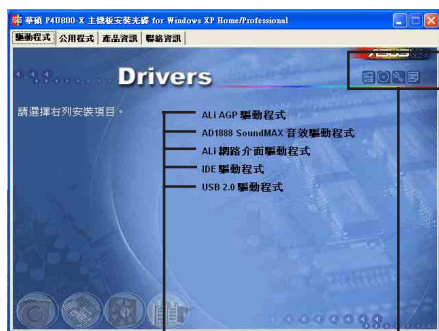 華碩 P4U800-X 主機板安裝光碟 for Windows XP Home/Professional
驅動程式 公用程式 產品資訊 聯絡資訊
Drivers
請選擇右列安裝項目。
ALi AGP 驅動程式
AD1888 SoundMAX 音效驅動程式
ALi 網路介面驅動程式
IDE 驅動程式
USB 2.0 驅動程式